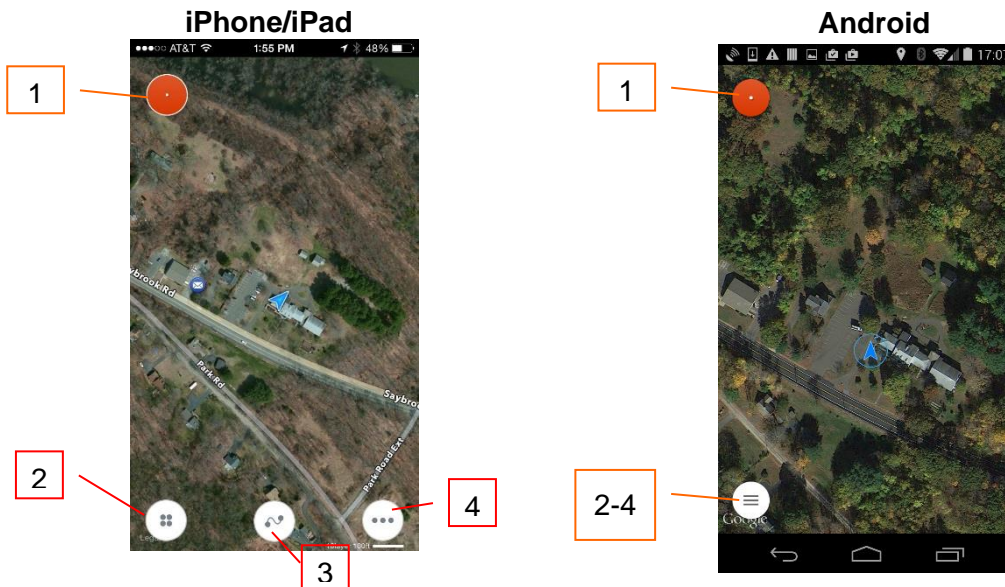 iPhone/iPad
Android
AT&T
1:55 PM
48%
17:07
1
1
Saybrook Rd
Park Rd
Park Road Ext
2
4
3
2-4
Google